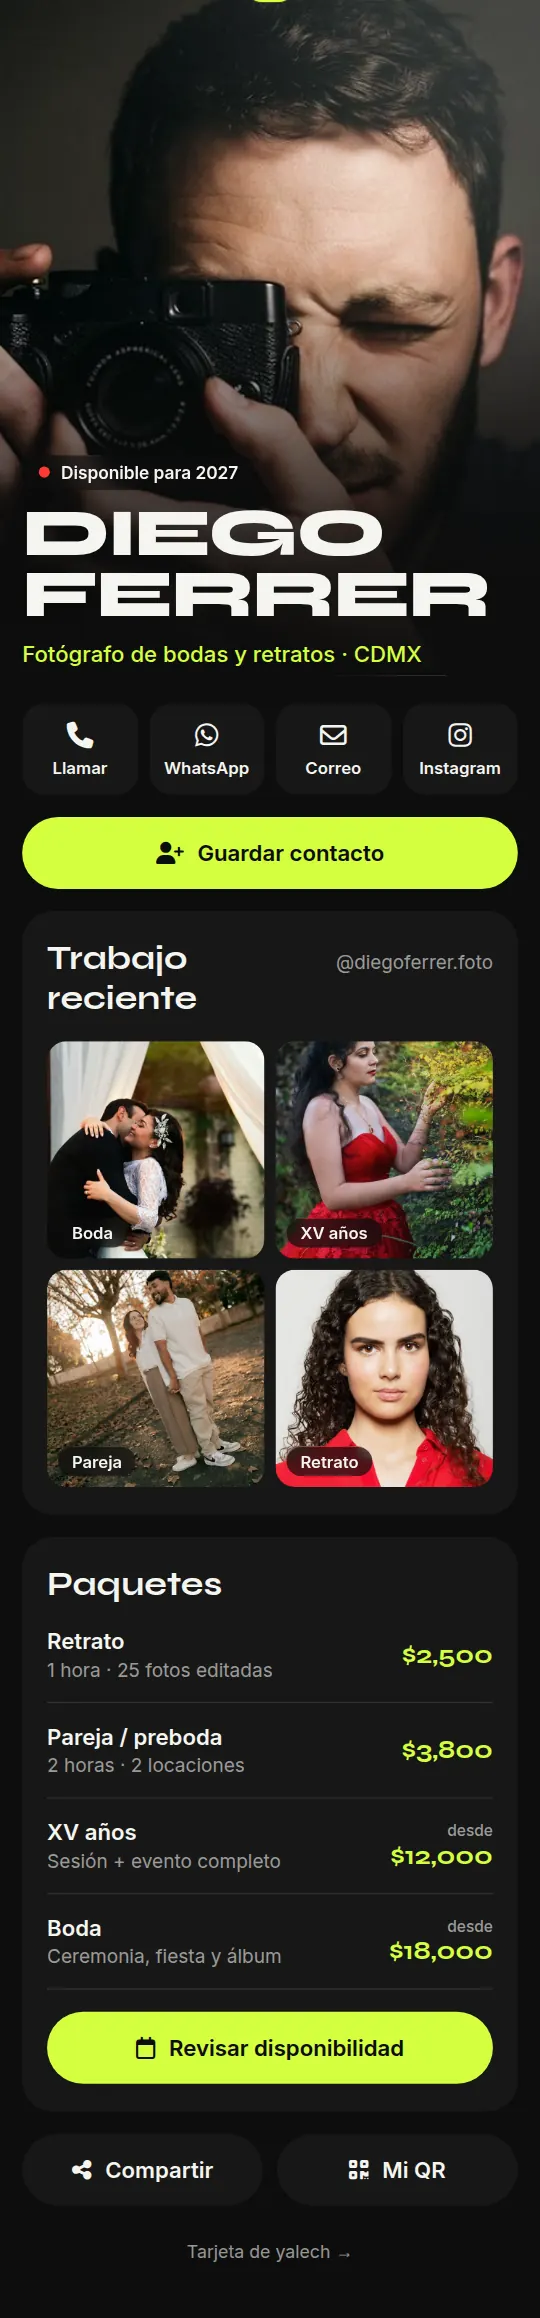 Disponible para 2027
DIEGO
FERRER
Fotógrafo de bodas y retratos · CDMX
Llamar
WhatsApp
Correo
Instagram
Guardar contacto
Trabajo
reciente
@diegoferrer.foto
Boda
XV años
Pareja
Retrato
Paquetes
Retrato
1 hora · 25 fotos editadas
$2,500
Pareja / preboda
2 horas · 2 locaciones
$3,800
XV años
Sesión + evento completo
desde
$12,000
Boda
Ceremonia, fiesta y álbum
desde
$18,000
Revisar disponibilidad
Compartir
Mi QR
Tarjeta de yalech →